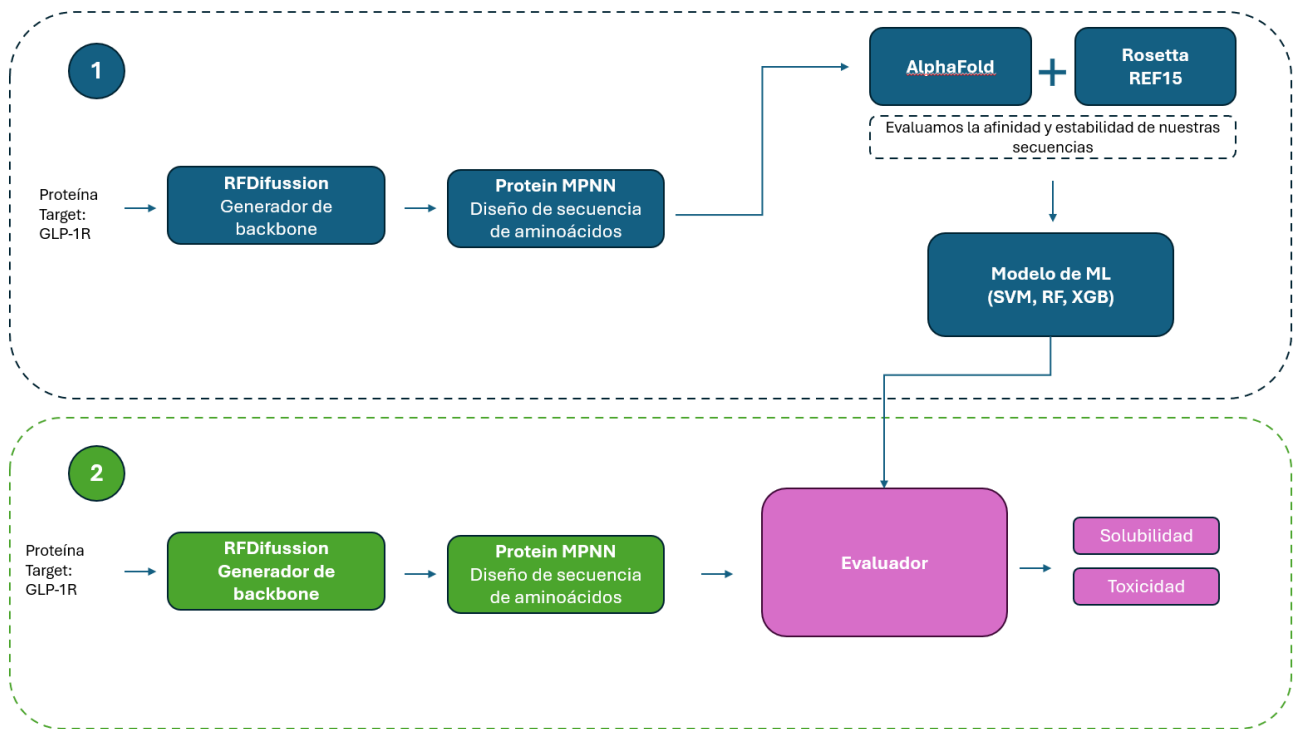 1
AlphaFold
+
Rosetta
REF15
Evaluamos la afinidad y estabilidad de nuestras
secuencias
Proteína
Target:
GLP-1R
RFDifussion
Generador de
backbone
Protein MPNN
Diseño de secuencia
de aminoácidos
Modelo de ML
(SVM, RF, XGB)
2
Proteína
Target:
GLP-1R
RFDifussion
Generador de
backbone
Protein MPNN
Diseño de secuencia
de aminoácidos
Evaluador
Solubilidad
Toxicidad